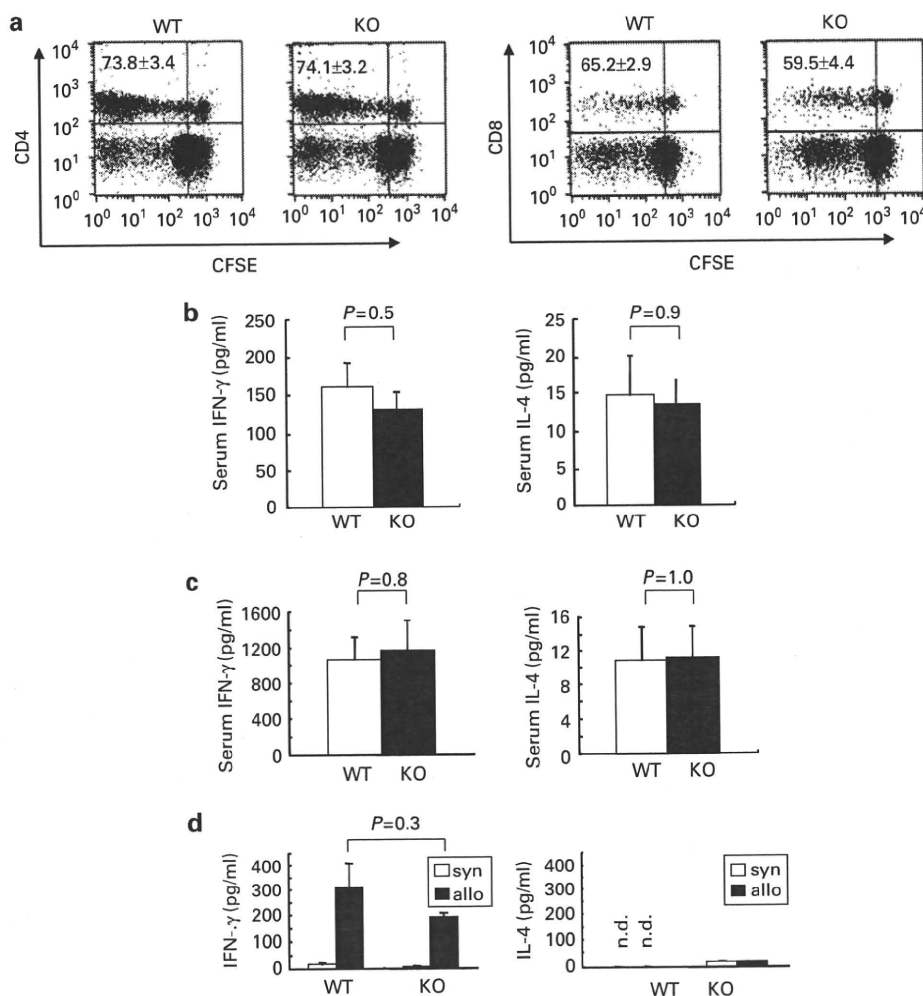 a
WT KO WT KO
10⁴ 10³ 10² 10¹ 10⁰
CD4
73.8±3.4
74.1±3.2
10⁰ 10¹ 10² 10³ 10⁴ 10⁰ 10¹ 10² 10³ 10⁴
CFSE
10⁴ 10³ 10² 10¹ 10⁰
CD8
65.2±2.9
59.5±4.4
10⁰ 10¹ 10² 10³ 10⁴ 10⁰ 10¹ 10² 10³ 10⁴
CFSE
b
P=0.5
Serum IFN-γ (pg/ml)
250
200
150
100
50
0
WT KO
P=0.9
Serum IL-4 (pg/ml)
25
20
15
10
5
0
WT KO
c
P=0.8
Serum IFN-γ (pg/ml)
1600
1200
800
400
0
WT KO
P=1.0
Serum IL-4 (pg/ml)
16
12
8
4
0
WT KO
d
P=0.3
IFN-.γ (pg/ml)
400
300
200
100
0
syn
allo
WT KO
IL-4 (pg/ml)
400
300
200
100
0
n.d. n.d.
syn
allo
WT KO